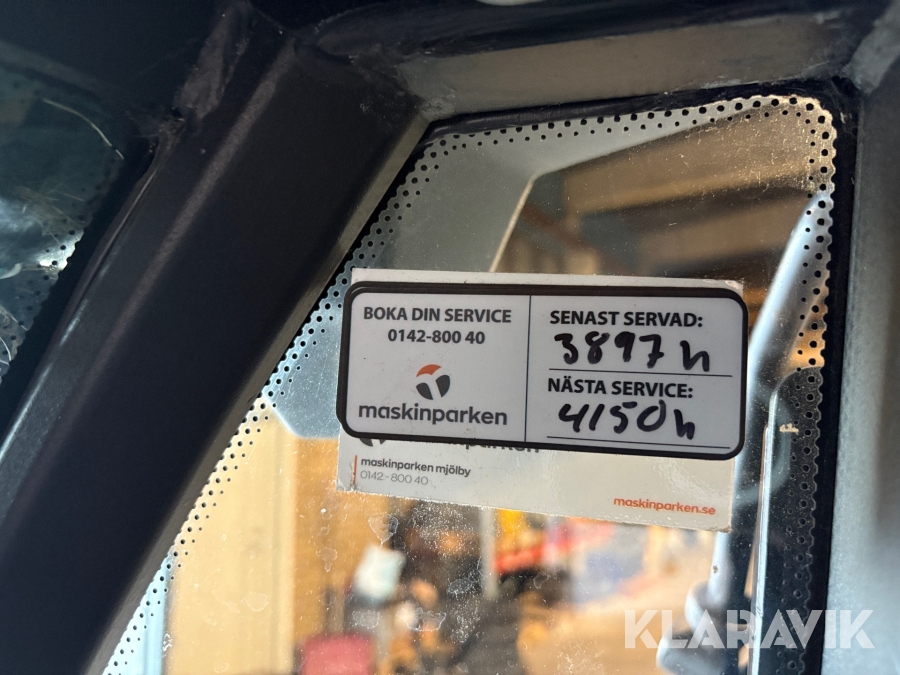 BOKA DIN SERVICE
0142-800 40
maskinparken
SENAST SERVAD:
3897 h
NÄSTA SERVICE:
4150h
maskinparken mjölby
0142 - 800 40
maskinparken.se
KLARAVIK